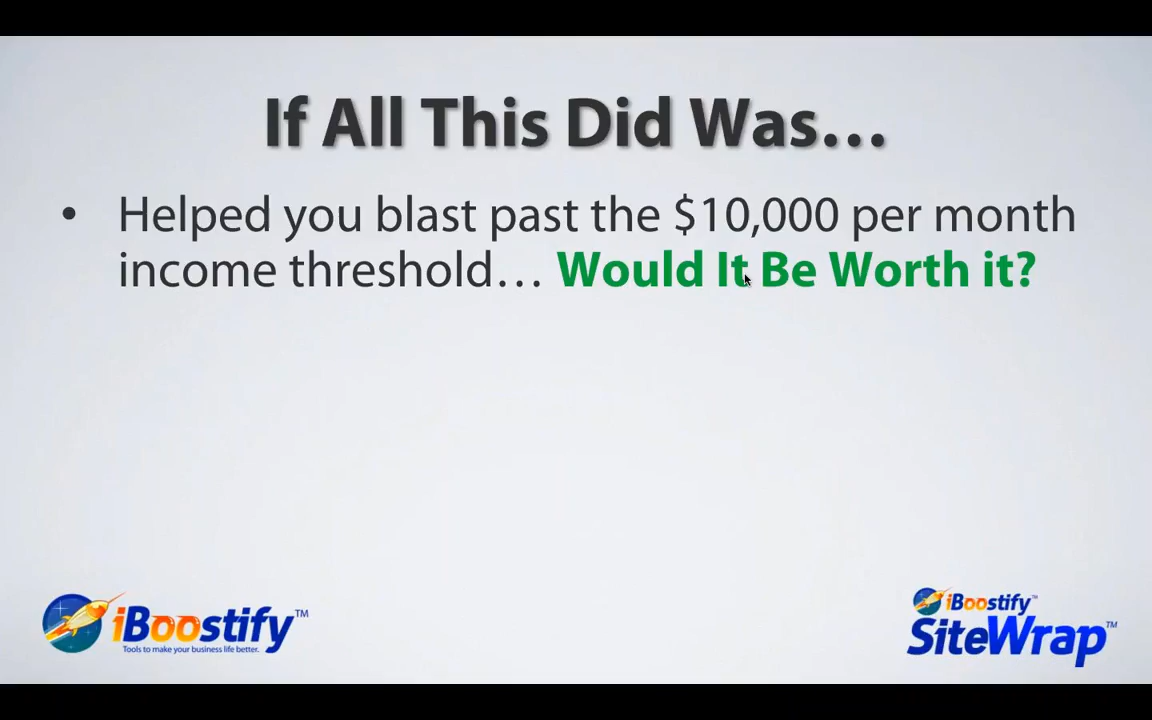 If All This Did Was…
• Helped you blast past the $10,000 per month
income threshold… Would It Be Worth it?
iBoostify™
Tools to make your business life better.
iBoostify™
SiteWrap™